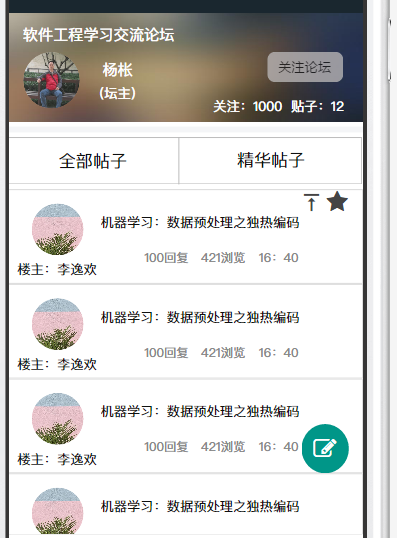 软件工程学习交流论坛
杨枨
(坛主)
关注论坛
关注：1000 贴子：12
全部帖子 精华帖子
机器学习：数据预处理之独热编码
100回复 421浏览 16：40
楼主：李逸欢
机器学习：数据预处理之独热编码
100回复 421浏览 16：40
楼主：李逸欢
机器学习：数据预处理之独热编码
100回复 421浏览 16：40
楼主：李逸欢
机器学习：数据预处理之独热编码